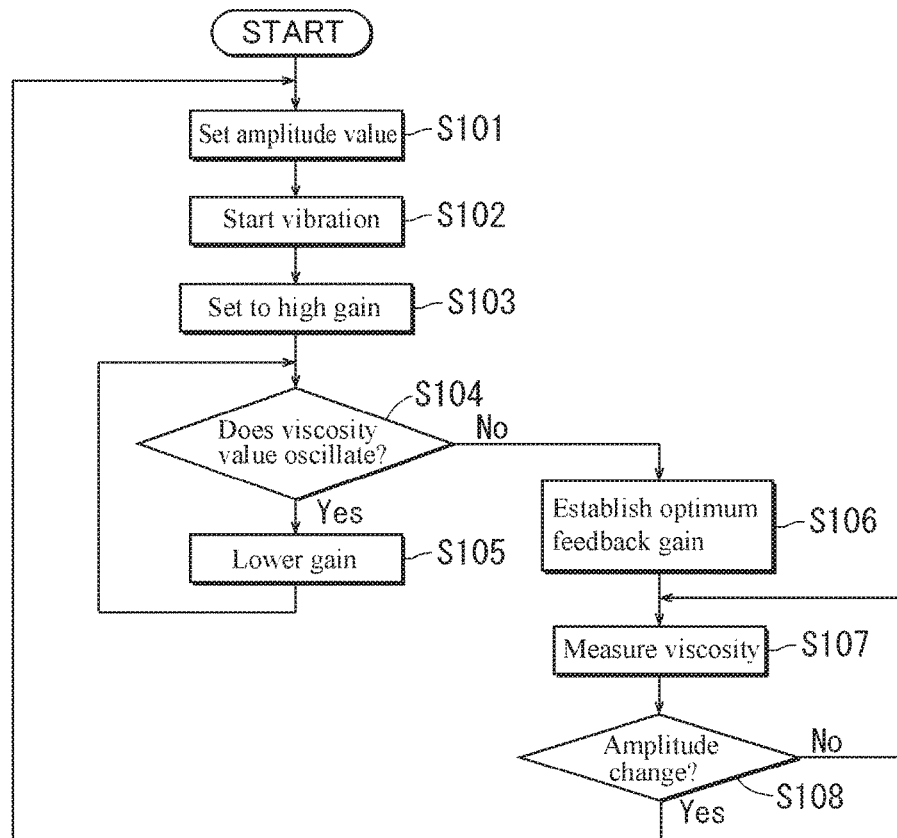 START
Set amplitude value
S101
Start vibration
S102
Set to high gain
S103
S104
Does viscosity
value oscillate?
No
Yes
Lower gain
S105
Establish optimum
feedback gain
S106
Measure viscosity
S107
Amplitude
change?
No
S108
Yes